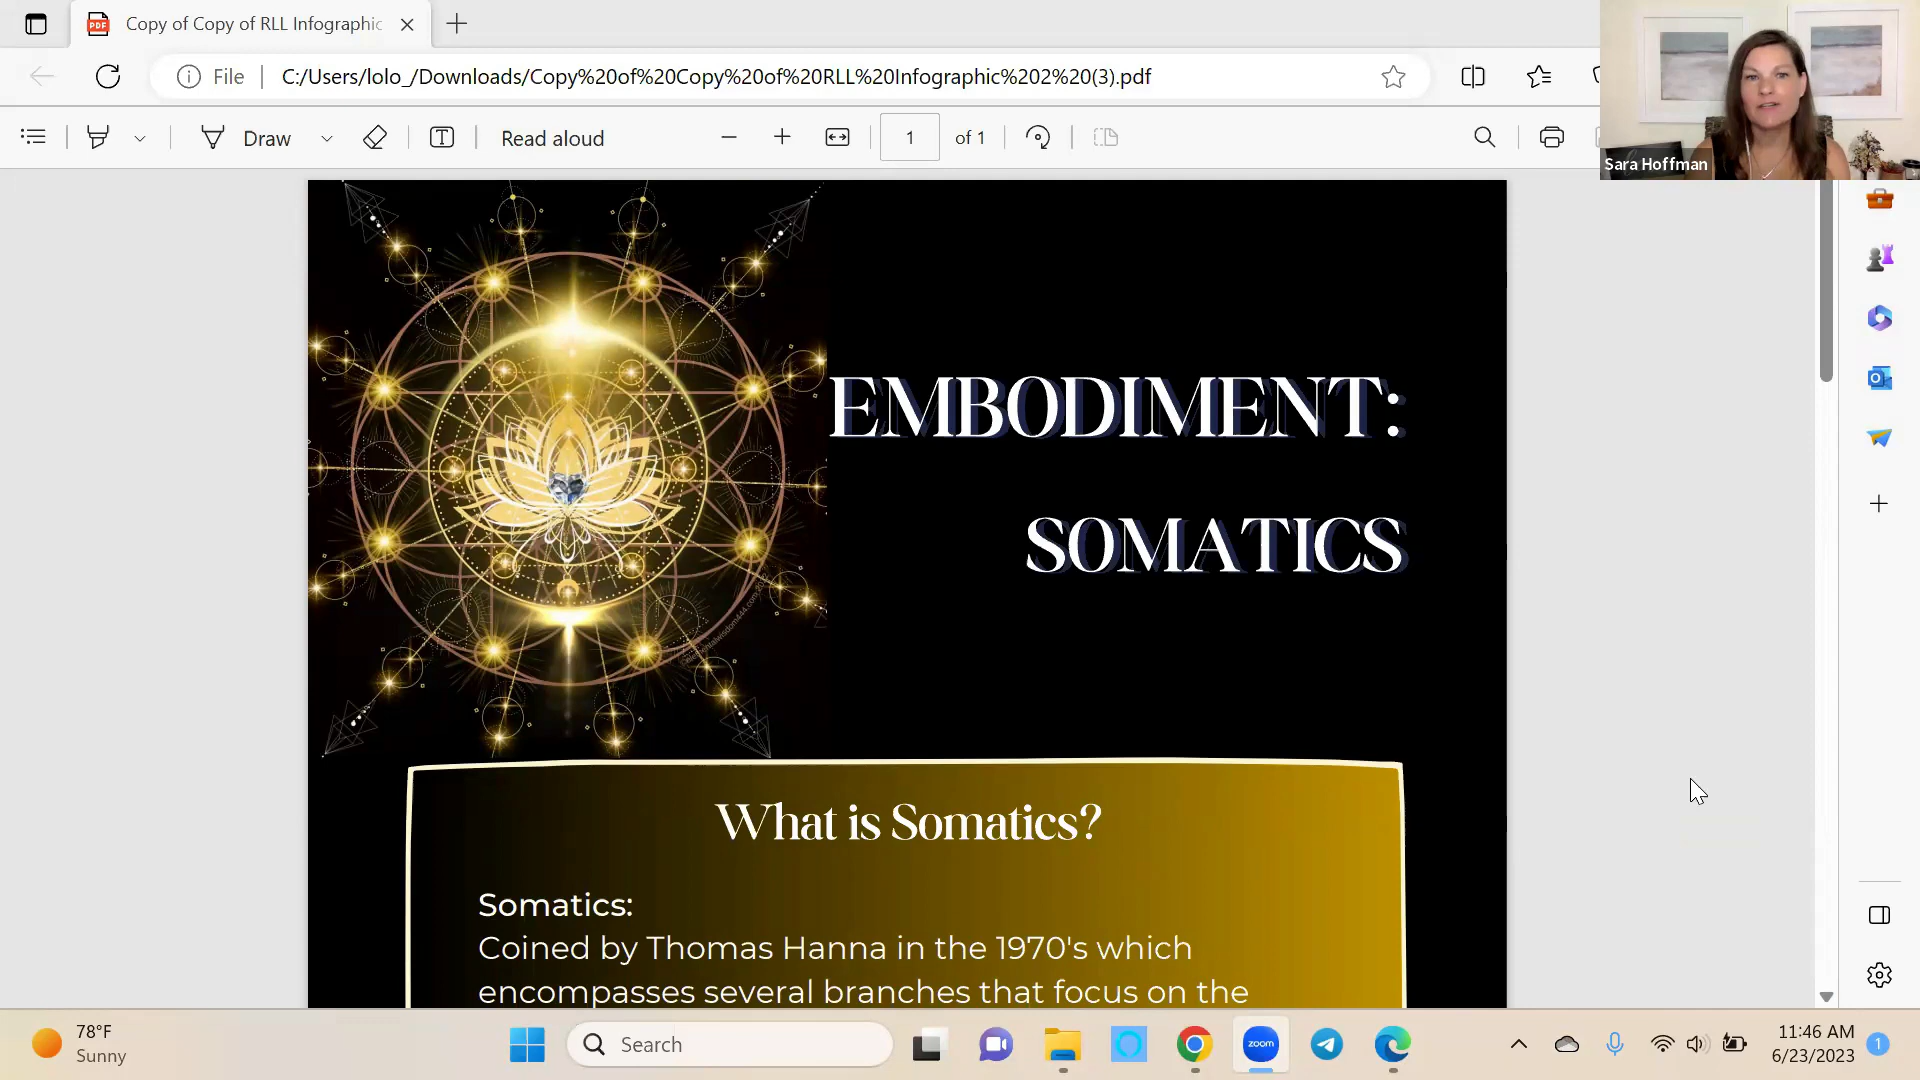 Copy of Copy of RLL Infographic
File
C:/Users/lolo_/Downloads/Copy%20of%20Copy%20of%20RLL%20Infographic%202%20(3).pdf
Draw
Read aloud
1
of 1
Sara Hoffman
EMBODIMENT:
SOMATICS
What is Somatics?
Somatics:
Coined by Thomas Hanna in the 1970's which
encompasses several branches that focus on the
78°F
Sunny
Search
zoom
11:46 AM
6/23/2023
1